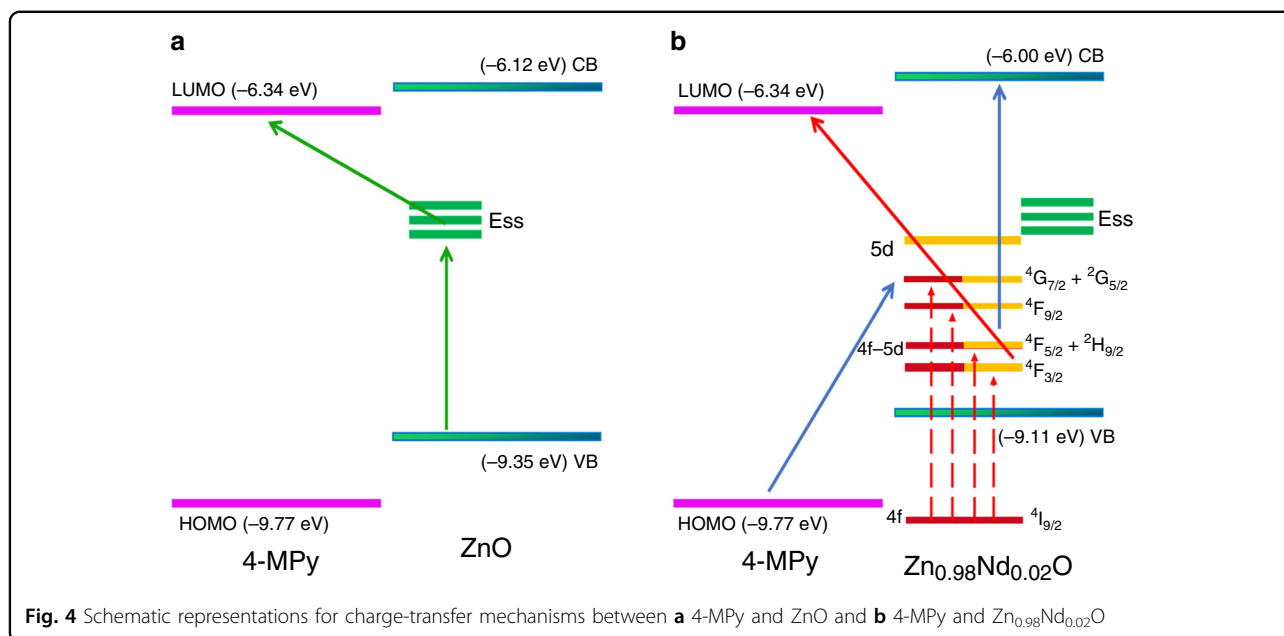 a
(–6.12 eV) CB
LUMO (–6.34 eV)
Ess
(–9.35 eV) VB
HOMO (–9.77 eV)
4-MPy
ZnO
b
(–6.00 eV) CB
LUMO (–6.34 eV)
Ess
5d
⁴G₇/₂ + ²G₅/₂
⁴F₉/₂
4f–5d
⁴F₅/₂ + ²H₉/₂
⁴F₃/₂
(–9.11 eV) VB
HOMO (–9.77 eV)
4f
⁴I₉/₂
4-MPy
Zn₀.₉₈Nd₀.₀₂O
Fig. 4 Schematic representations for charge-transfer mechanisms between a 4-MPy and ZnO and b 4-MPy and Zn₀.₉₈Nd₀.₀₂O